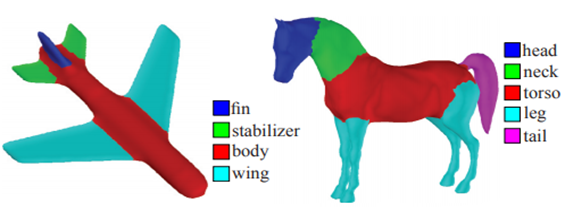 fin
stabilizer
body
wing
head
neck
torso
leg
tail